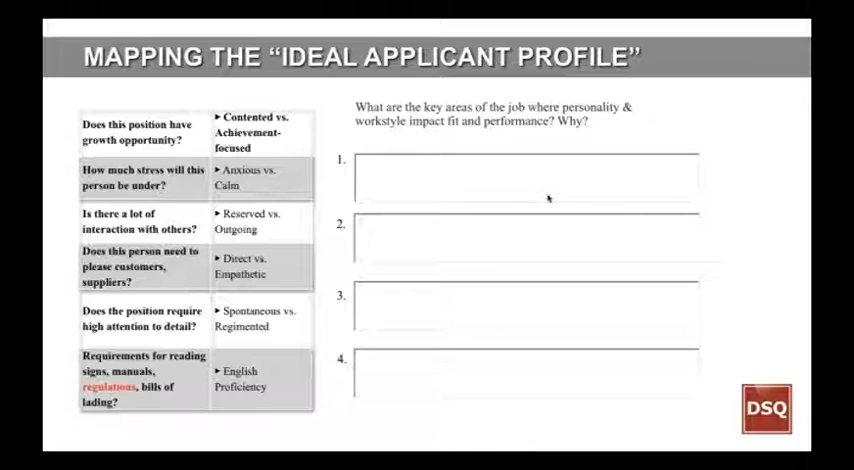 MAPPING THE “IDEAL APPLICANT PROFILE”
Does this position have
growth opportunity?
▸ Contented vs.
Achievement-
focused
How much stress will this
person be under?
▸ Anxious vs.
Calm
Is there a lot of
interaction with others?
▸ Reserved vs.
Outgoing
Does this person need to
please customers,
suppliers?
▸ Direct vs.
Empathetic
Does the position require
high attention to detail?
▸ Spontaneous vs.
Regimented
Requirements for reading
signs, manuals,
regulations, bills of
lading?
▸ English
Proficiency
What are the key areas of the job where personality &
workstyle impact fit and performance? Why?
1.
2.
3.
4.
DSQ